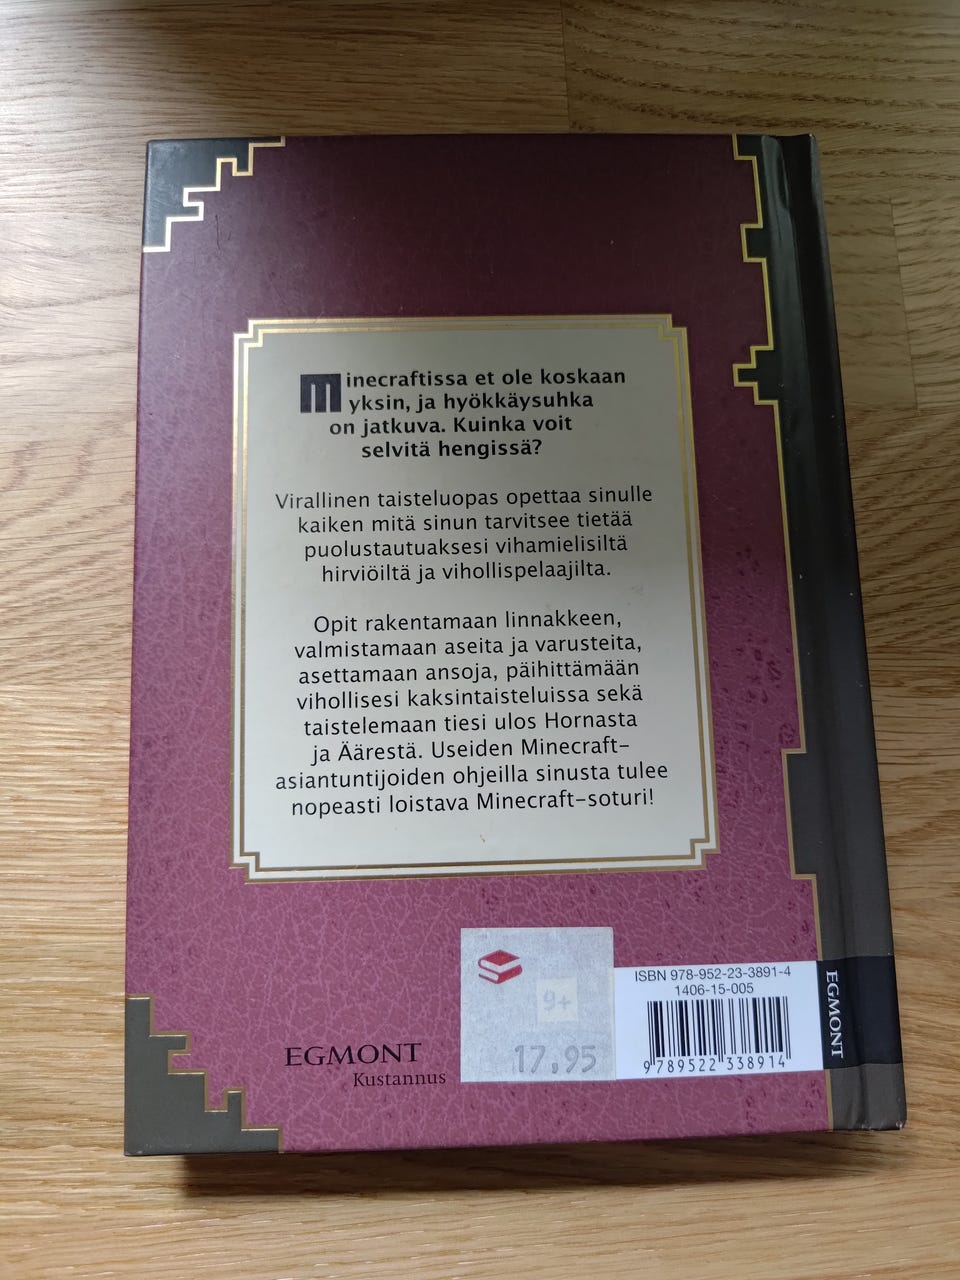 Minecraftissa et ole koskaan
yksin, ja hyökkäysuhka
on jatkuva. Kuinka voit
selvitä hengissä?
Virallinen taisteluopas opettaa sinulle
kaiken mitä sinun tarvitsee tietää
puolustautuaksesi vihamielisiltä
hirviöiltä ja vihollispelaajilta.
Opit rakentamaan linnakkeen,
valmistamaan aseita ja varusteita,
asettamaan ansoja, päihittämään
vihollisesi kaksintaisteluissa sekä
taistelemaan tiesi ulos Hornasta
ja Äärestä. Useiden Minecraft-
asiantuntijoiden ohjeilla sinusta tulee
nopeasti loistava Minecraft-soturi!
EGMONT
Kustannus
9+
17,95
ISBN 978-952-23-3891-4
1406-15-005
9 789522 338914
EGMONT